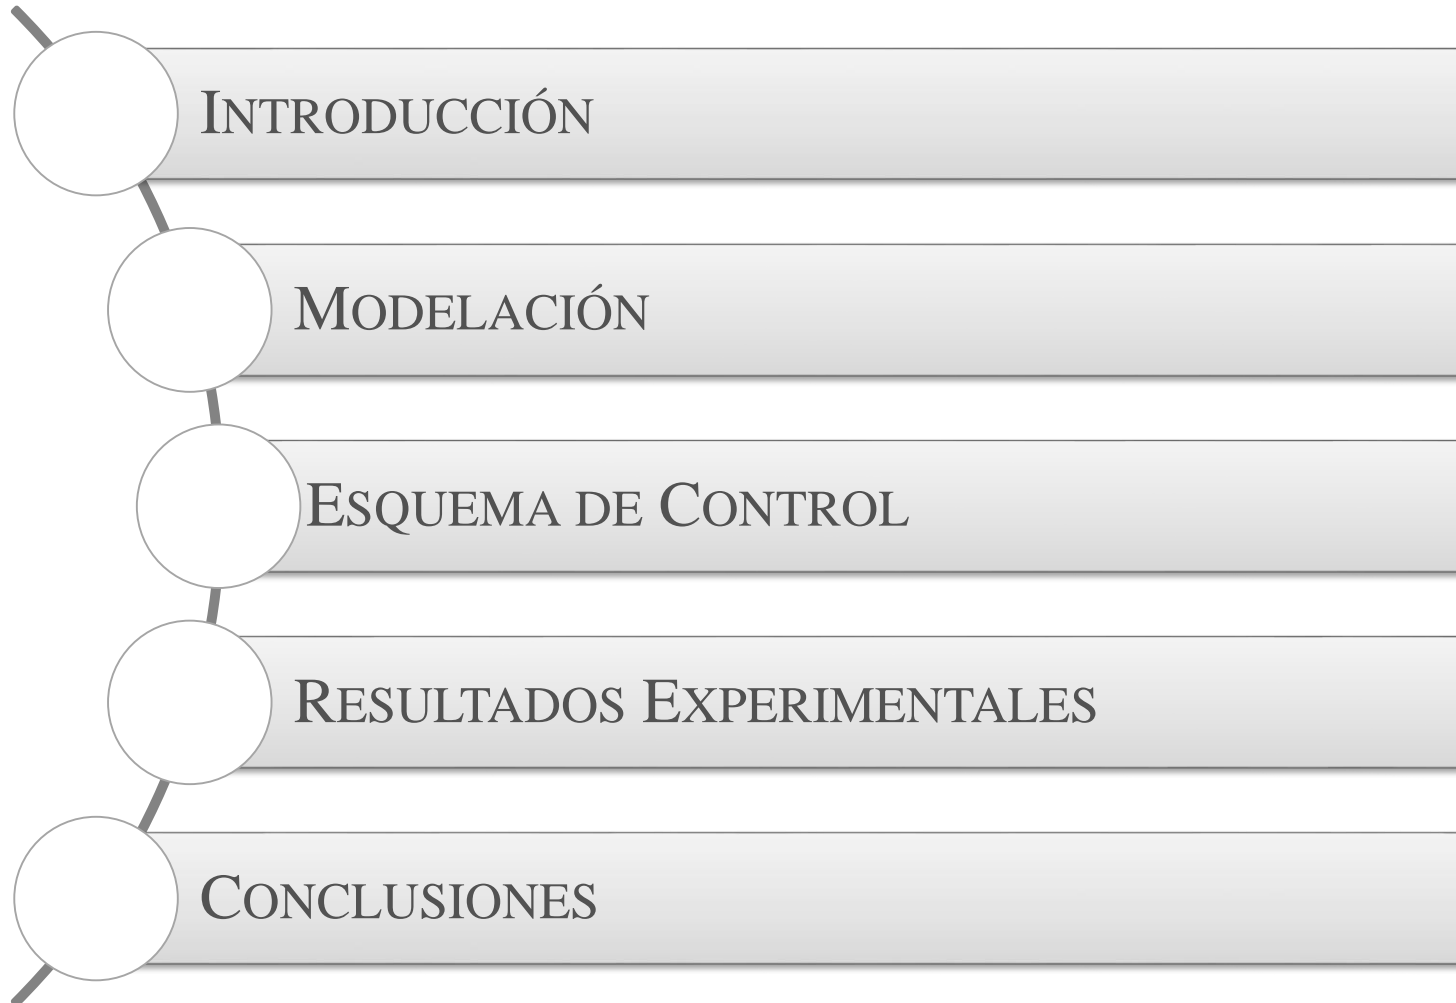 Introducción
Modelación
Esquema de Control
Resultados Experimentales
Conclusiones